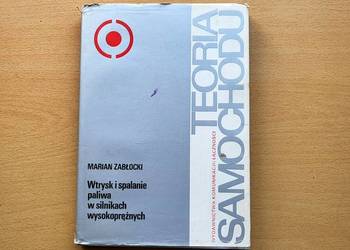 MARIAN ZABŁOCKI
Wtrysk i spalanie
paliwa
w silnikach
wysokoprężnych
TEORIA
SAMOCHODU
WYDAWNICTWA KOMUNIKACJI I ŁĄCZNOŚCI